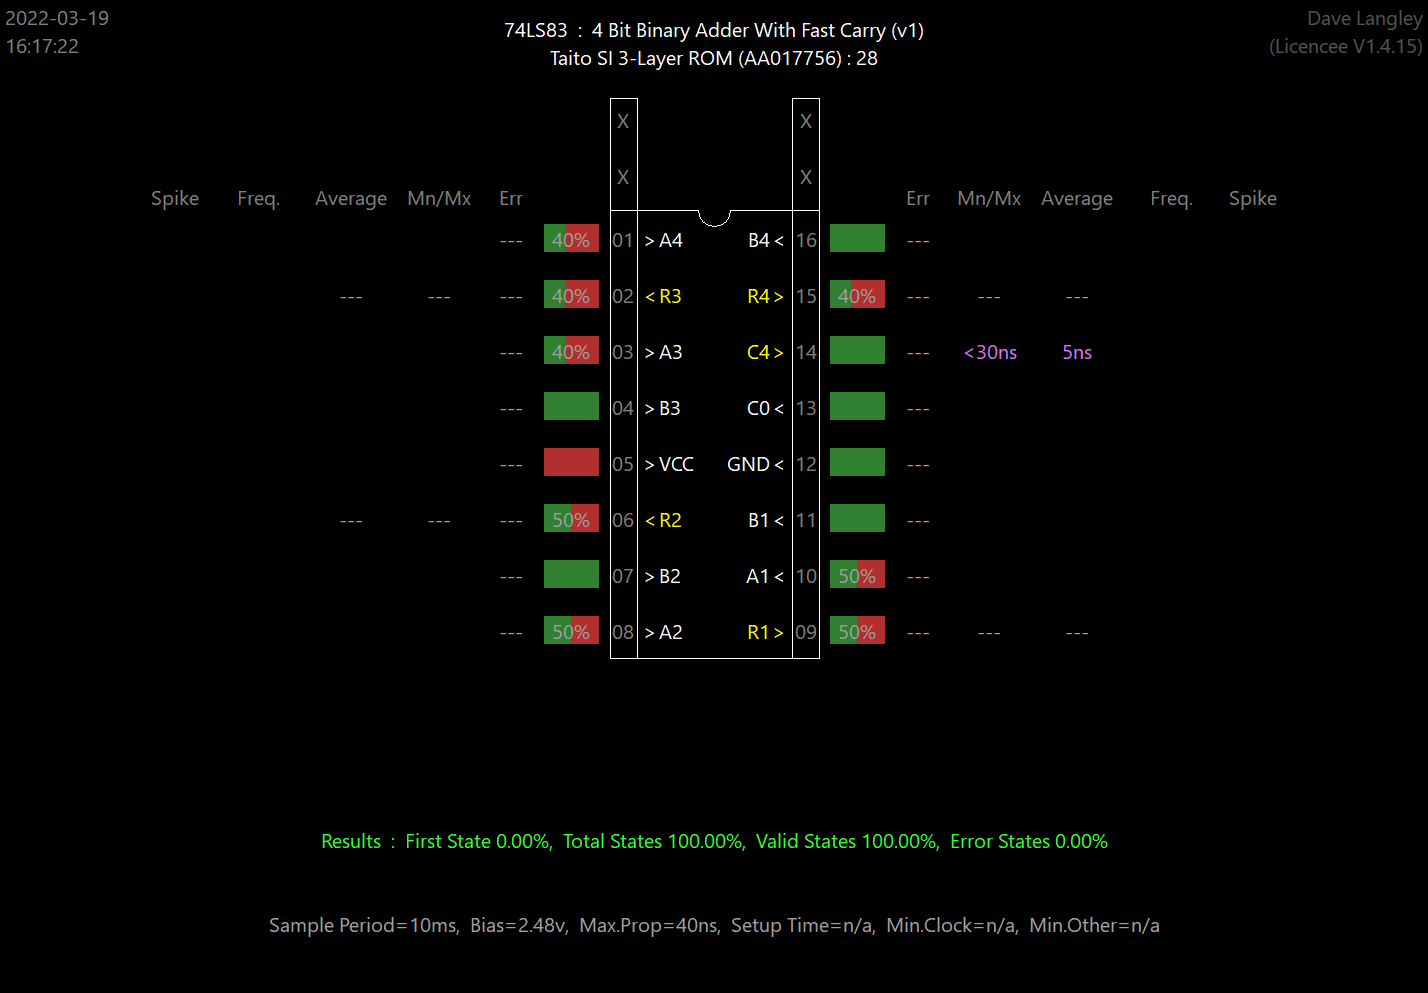 2022-03-19
16:17:22
74LS83 : 4 Bit Binary Adder With Fast Carry (v1)
Taito SI 3-Layer ROM (AA017756) : 28
Dave Langley
(Licencee V1.4.15)
X X
X X
Spike Freq. Average Mn/Mx Err Err Mn/Mx Average Freq. Spike
--- 40% 01 >A4 B4< 16 ---
--- --- --- 40% 02 <R3 R4> 15 40% --- --- ---
--- 40% 03 >A3 C4> 14 --- <30ns 5ns
--- 04 >B3 C0< 13 ---
--- 05 >VCC GND< 12 ---
--- --- --- 50% 06 <R2 B1< 11 ---
--- 07 >B2 A1< 10 50% ---
--- 50% 08 >A2 R1> 09 50% --- --- ---
Results : First State 0.00%, Total States 100.00%, Valid States 100.00%, Error States 0.00%
Sample Period=10ms, Bias=2.48v, Max.Prop=40ns, Setup Time=n/a, Min.Clock=n/a, Min.Other=n/a